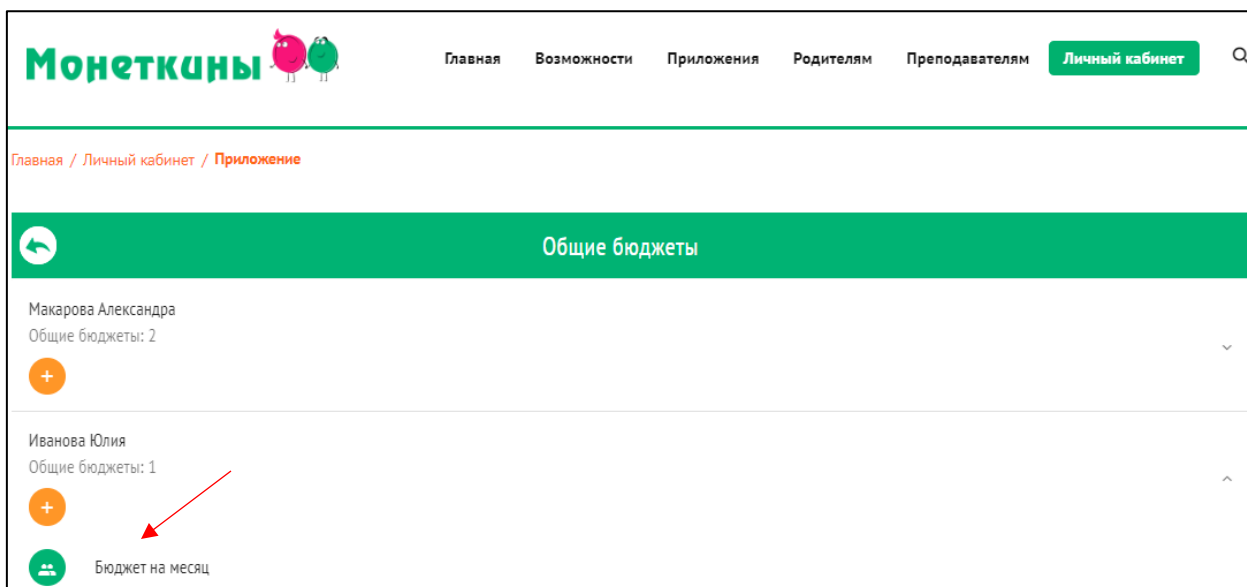 Монеткины
Главная Возможности Приложения Родителям Преподавателям Личный кабинет
Главная / Личный кабинет / Приложение
Общие бюджеты
Макарова Александра
Общие бюджеты: 2
+
Иванова Юлия
Общие бюджеты: 1
+
Бюджет на месяц